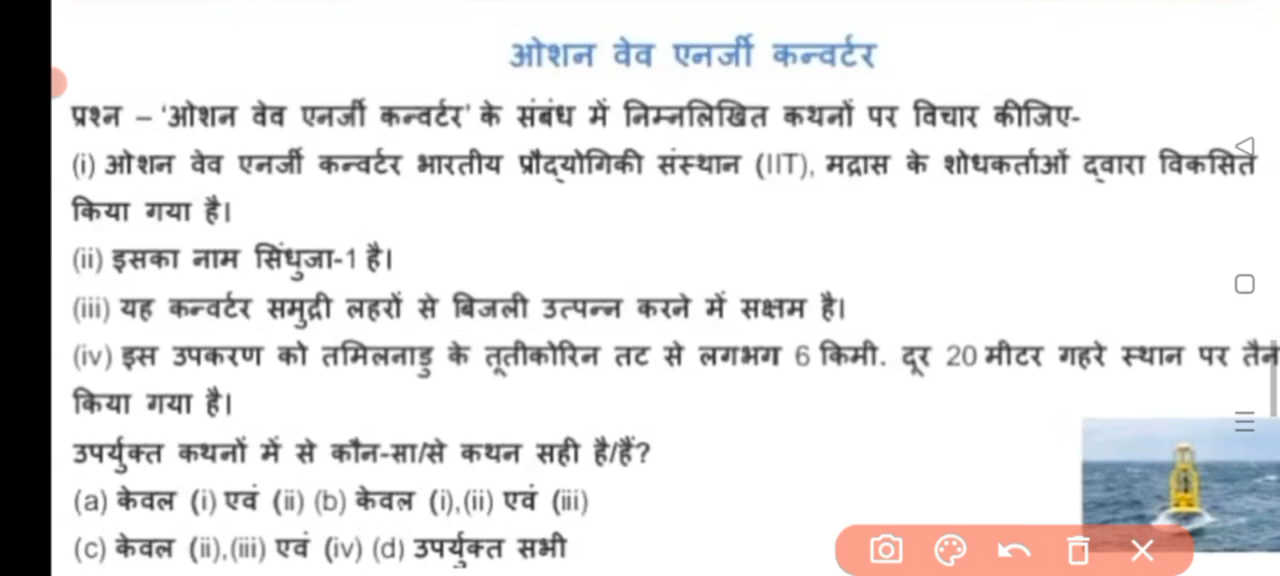 ओशन वेव एनर्जी कन्वर्टर
प्रश्न – 'ओशन वेव एनर्जी कन्वर्टर' के संबंध में निम्नलिखित कथनों पर विचार कीजिए-
(i) ओशन वेव एनर्जी कन्वर्टर भारतीय प्रौद्योगिकी संस्थान (IIT), मद्रास के शोधकर्ताओं द्वारा विकसित
किया गया है।
(ii) इसका नाम सिंधुजा-1 है।
(iii) यह कन्वर्टर समुद्री लहरों से बिजली उत्पन्न करने में सक्षम है।
(iv) इस उपकरण को तमिलनाडु के तूतीकोरिन तट से लगभग 6 किमी. दूर 20 मीटर गहरे स्थान पर
किया गया है।
उपर्युक्त कथनों में से कौन-सा/से कथन सही है/हैं?
(a) केवल (i) एवं (ii) (b) केवल (i),(ii) एवं (iii)
(c) केवल (ii),(iii) एवं (iv) (d) उपर्युक्त सभी